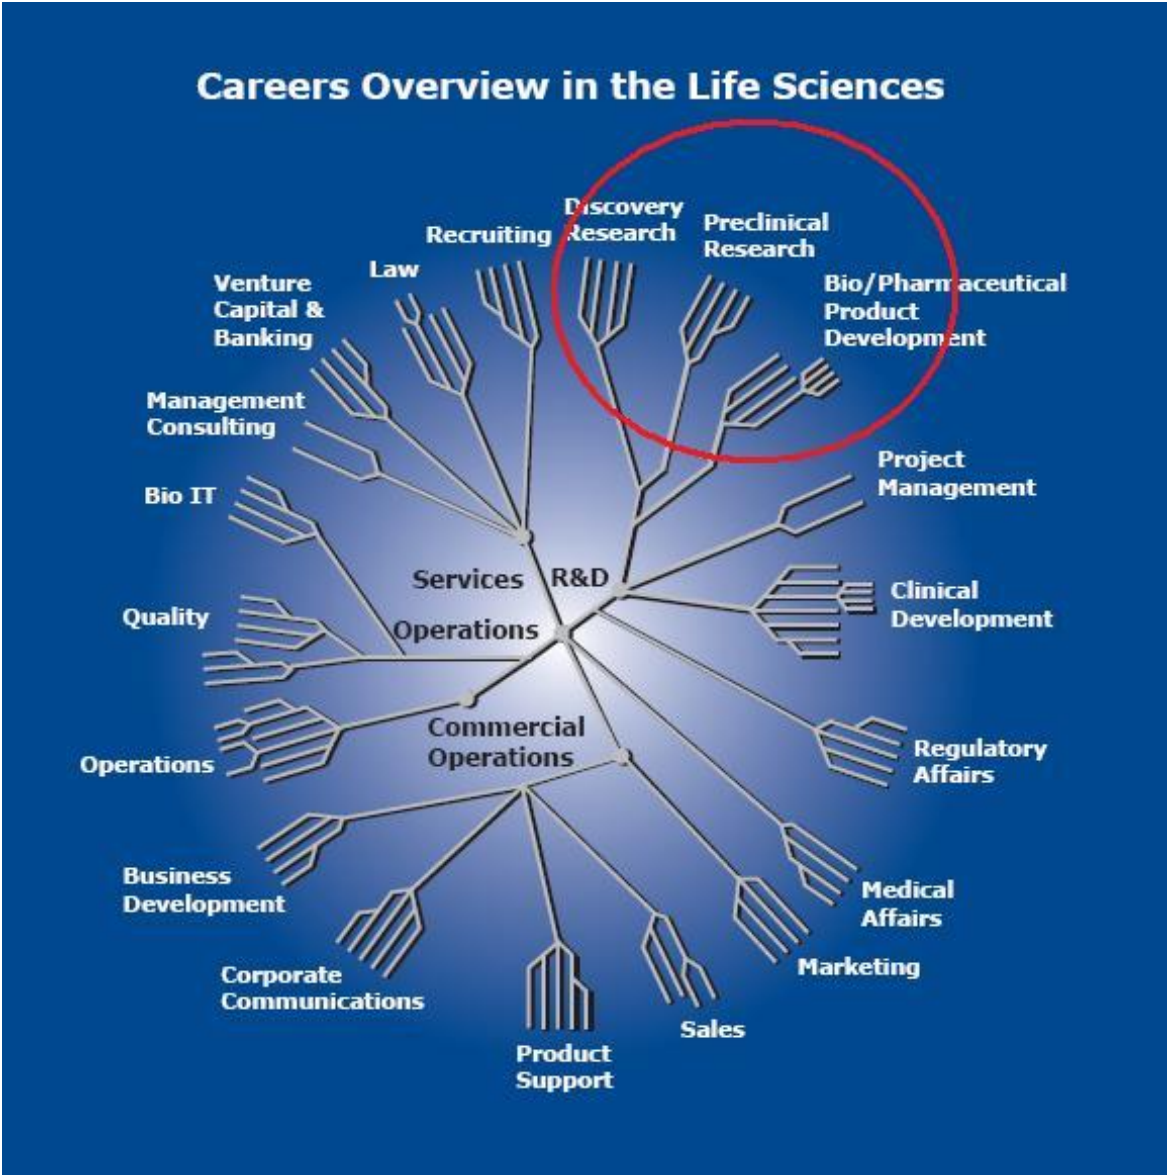 Careers Overview in the Life Sciences
Discovery
Research
Preclinical
Research
Recruiting
Law
Venture
Capital &
Banking
Bio/Pharmaceutical
Product
Development
Management
Consulting
Project
Management
Bio IT
Services
R&D
Clinical
Development
Quality
Operations
Commercial
Operations
Regulatory
Affairs
Operations
Business
Development
Medical
Affairs
Marketing
Corporate
Communications
Sales
Product
Support